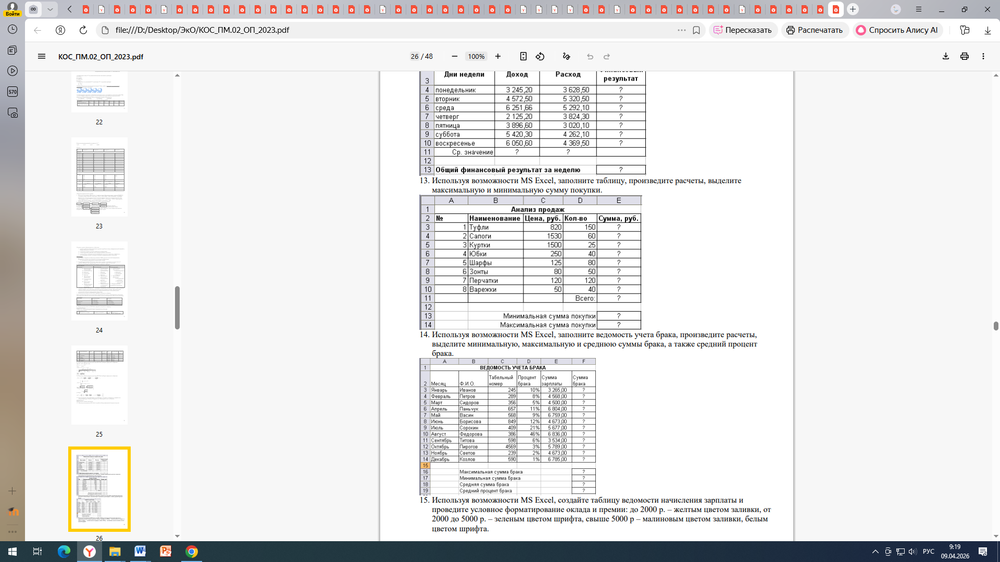 Войти
file:///D:/Desktop/ЭкО/КОС_ПМ.02_ОП_2023.pdf
Пересказать
Распечатать
Спросить Алису AI
КОС_ПМ.02_ОП_2023.pdf
26 / 48
100%
570
22
23
24
25
26
3 Дни недели Доход Расход результат
4 понедельник 3 245,20 3 628,50 ?
5 вторник 4 572,50 5 320,50 ?
6 среда 6 251,66 5 292,10 ?
7 четверг 2 125,20 3 824,30 ?
8 пятница 3 896,60 3 020,10 ?
9 суббота 5 420,30 4 262,10 ?
10 воскресенье 6 050,60 4 369,50 ?
11 Ср. значение ? ?
12
13 Общий финансовый результат за неделю ?
13. Используя возможности MS Excel, заполните таблицу, произведите расчеты, выделите
максимальную и минимальную сумму покупки.
A B C D E
1 Анализ продаж
2 № Наименование Цена, руб. Кол-во Сумма, руб.
3 1 Туфли 820 150 ?
4 2 Сапоги 1530 60 ?
5 3 Куртки 1500 25 ?
6 4 Юбки 250 40 ?
7 5 Шарфы 125 80 ?
8 6 Зонты 80 50 ?
9 7 Перчатки 120 120 ?
10 8 Варежки 50 40 ?
11 Всего: ?
12
13 Минимальная сумма покупки ?
14 Максимальная сумма покупки ?
14. Используя возможности MS Excel, заполните ведомость учета брака, произведите расчеты,
выделите минимальную, максимальную и среднюю суммы брака, а также средний процент
брака.
A B C D E F
1 ВЕДОМОСТЬ УЧЕТА БРАКА
2 Месяц Ф.И.О. Табельный номер Процент брака Сумма зарплаты Сумма брака
3 Январь Иванов 245 10% 3 265,00 ?
4 Февраль Петров 289 8% 4 568,00 ?
5 Март Сидоров 356 5% 4 500,00 ?
6 Апрель Паньчук 657 11% 6 804,00 ?
7 Май Васин 568 9% 6 759,00 ?
8 Июнь Борисова 849 12% 4 673,00 ?
9 Июль Сорокин 409 21% 5 677,00 ?
10 Август Федорова 386 46% 6 836,00 ?
11 Сентябрь Титова 598 6% 3 534,00 ?
12 Октябрь Пирогов 4569 3% 5 789,00 ?
13 Ноябрь Светов 239 2% 4 673,00 ?
14 Декабрь Козлов 590 1% 6 785,00 ?
15
16 Максимальная сумма брака ?
17 Минимальная сумма брака ?
18 Средняя сумма брака ?
19 Средний процент брака ?
15. Используя возможности MS Excel, создайте таблицу ведомости начисления зарплаты и
проведите условное форматирование оклада и премии: до 2000 р. – желтым цветом заливки, от
2000 до 5000 р. – зеленым цветом шрифта, свыше 5000 р – малиновым цветом заливки, белым
цветом шрифта.
РУС
9:19
09.04.2026